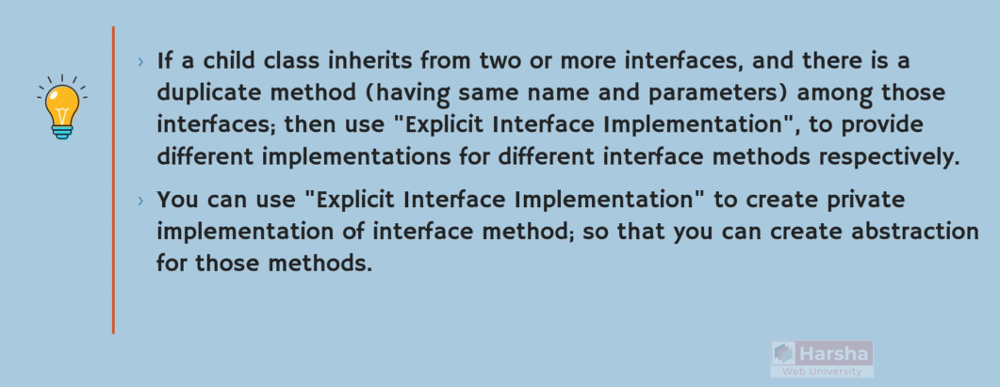 › If a child class inherits from two or more interfaces, and there is a
duplicate method (having same name and parameters) among those
interfaces; then use "Explicit Interface Implementation", to provide
different implementations for different interface methods respectively.
› You can use "Explicit Interface Implementation" to create private
implementation of interface method; so that you can create abstraction
for those methods.
Harsha
Web University